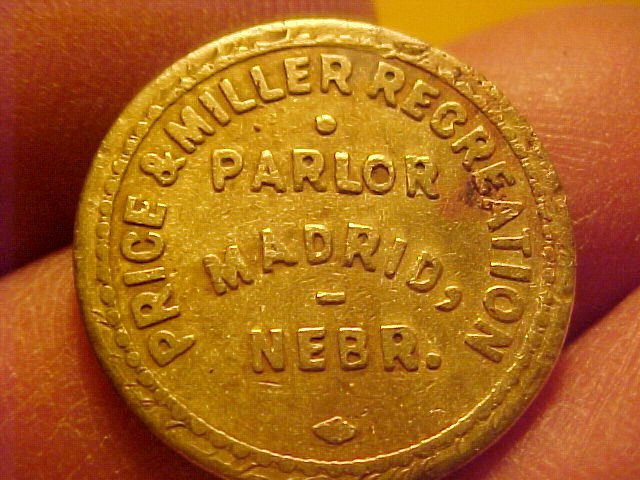 PRICE & MILLER RECREATION
PARLOR
MADRID,
NEBR.